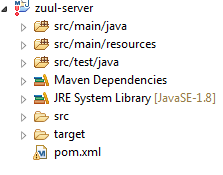 zuul-server
src/main/java
src/main/resources
src/test/java
Maven Dependencies
JRE System Library [JavaSE-1.8]
src
target
pom.xml